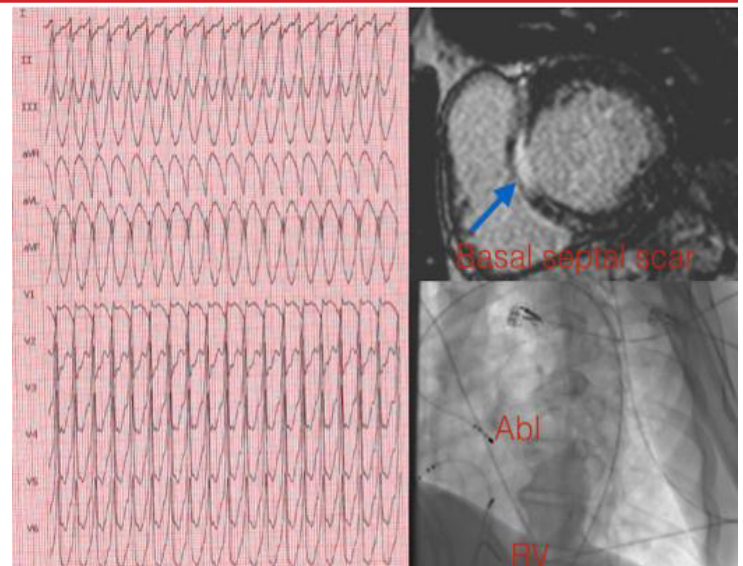 I
II
III
aVR
aVL
aVF
V1
V2
V3
V4
V5
V6
Basal septal scar
Abl
RV